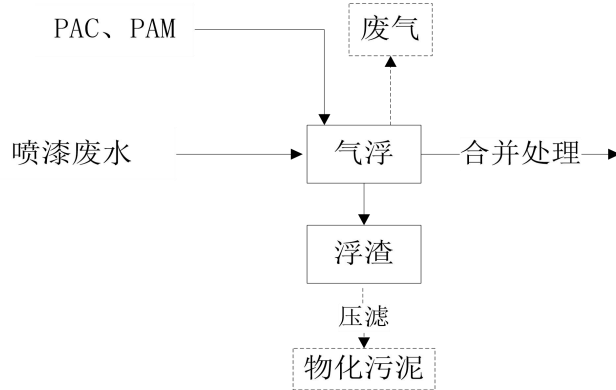 PAC、PAM
废气
喷漆废水
气浮
合并处理
浮渣
压滤
物化污泥